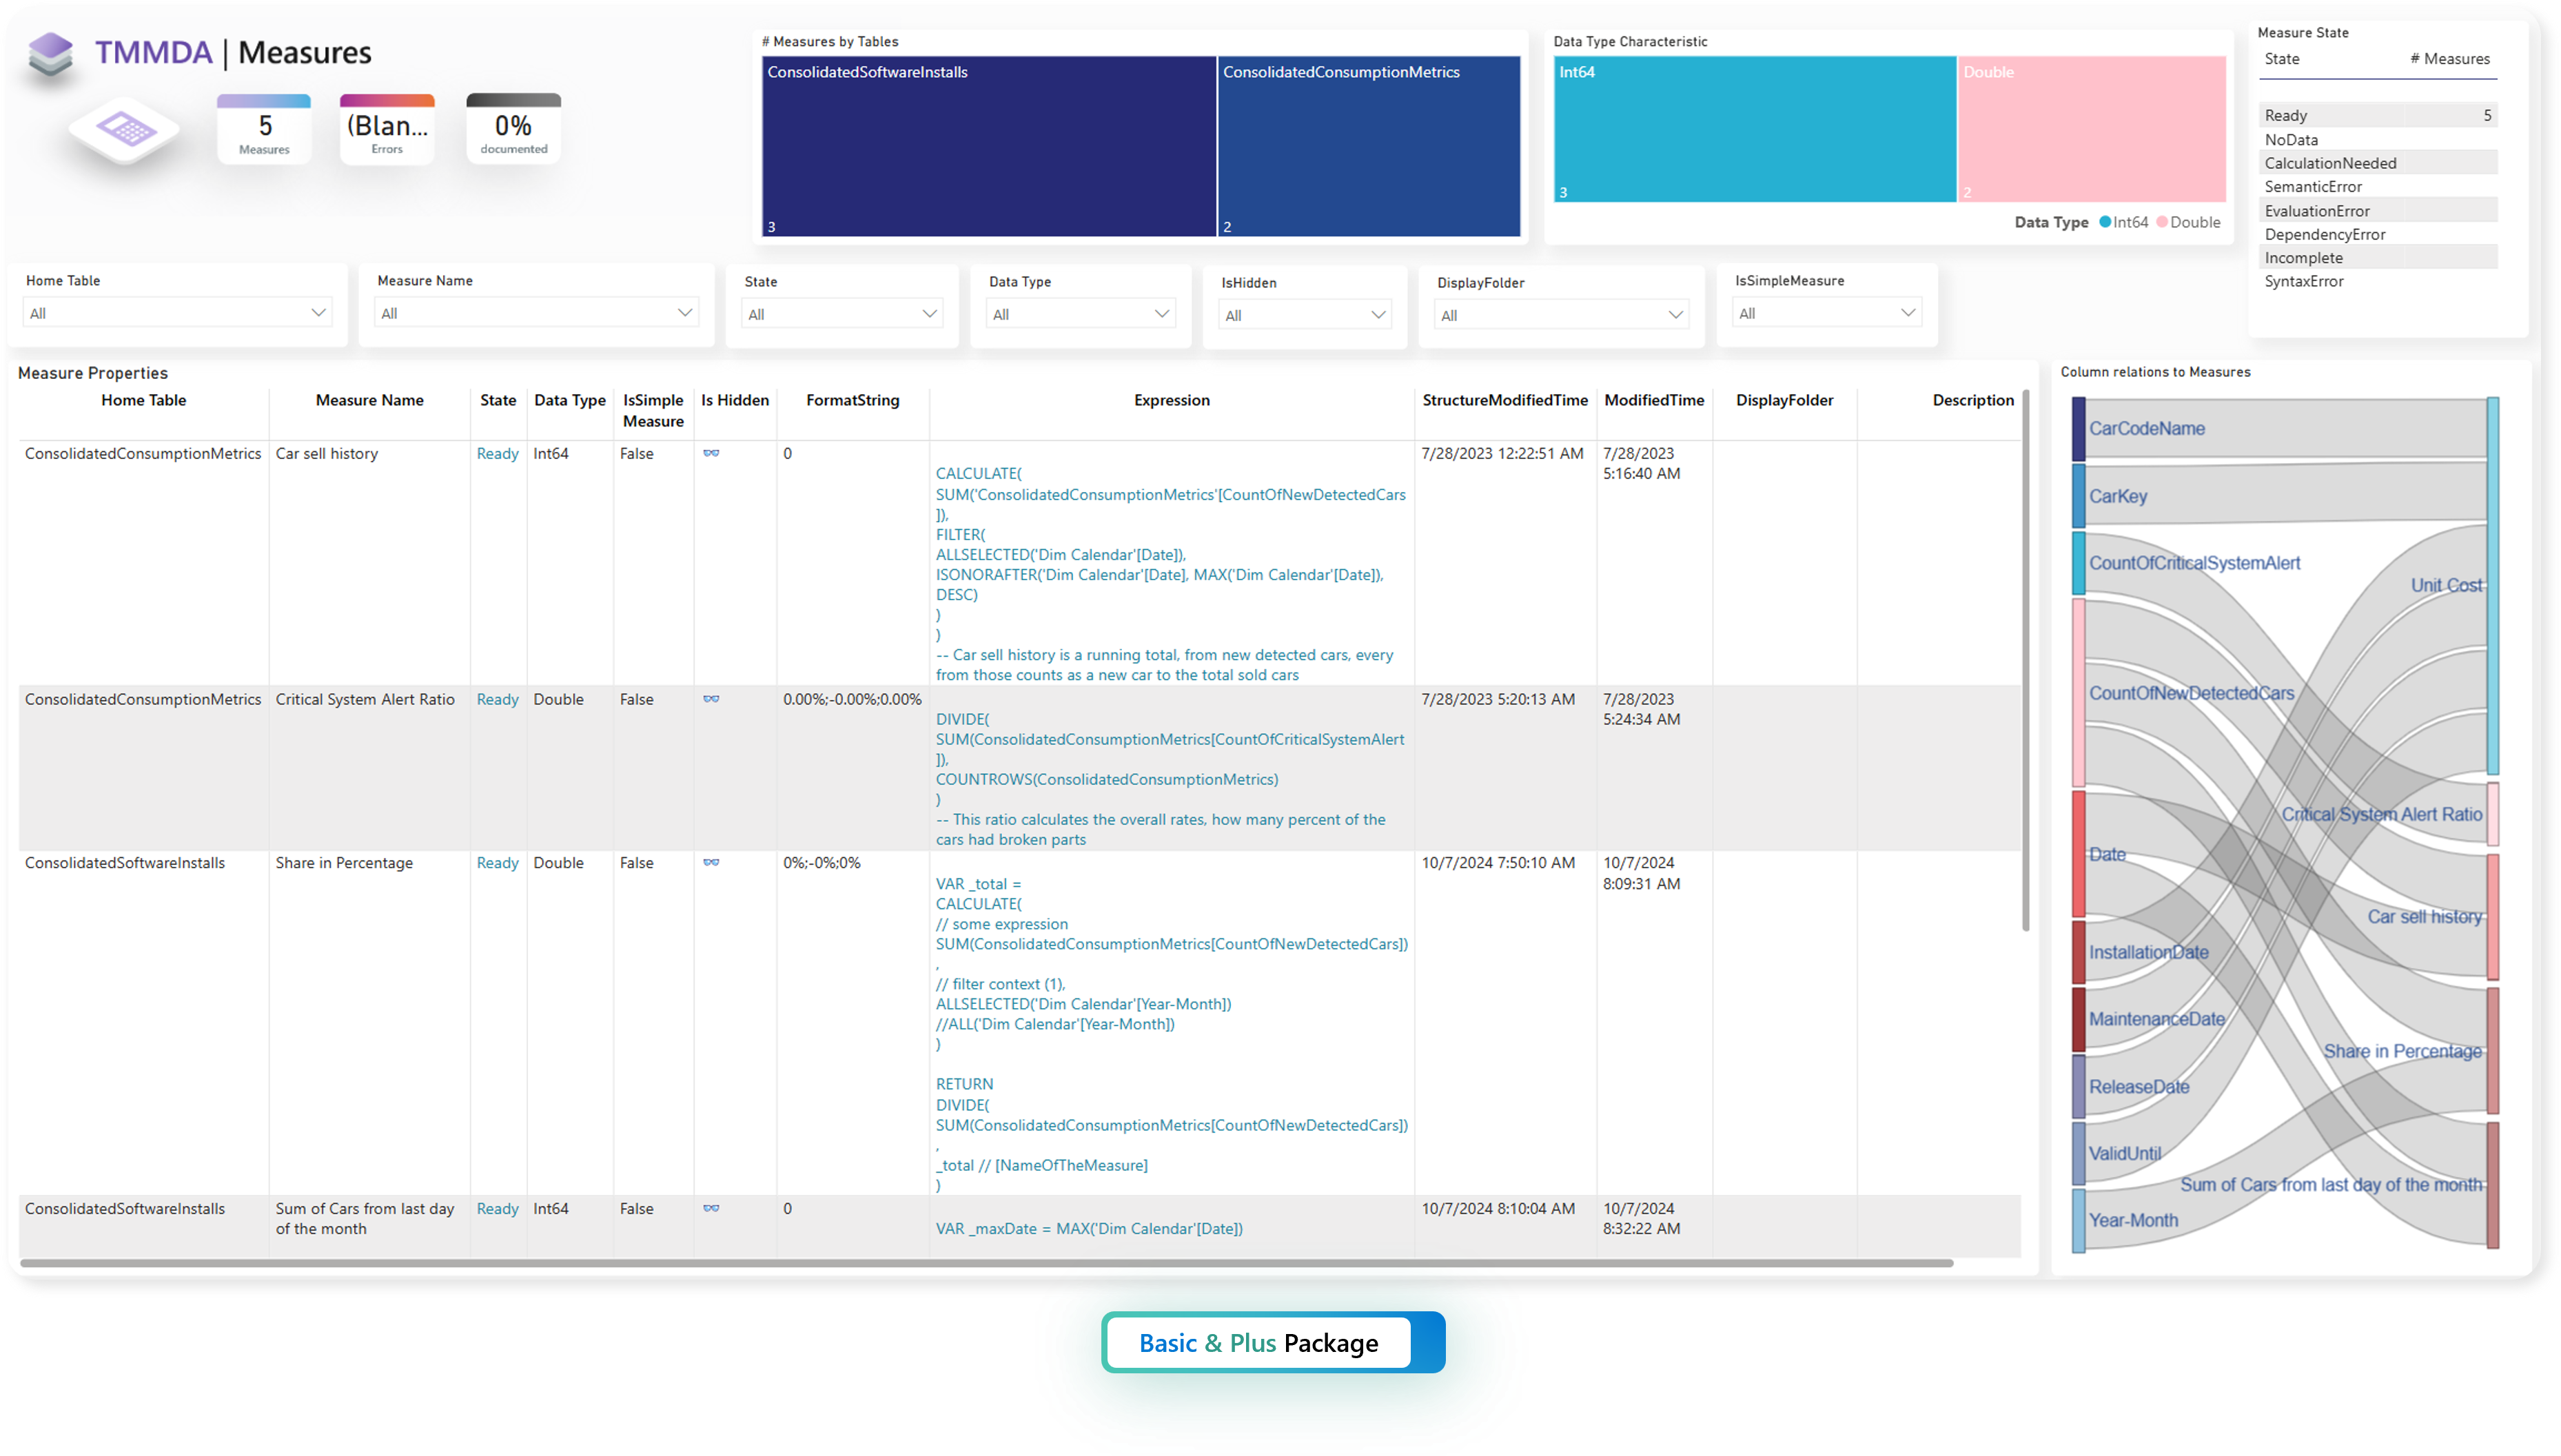 TMMDA | Measures
5
Measures
(Blan...
Errors
0%
documented
# Measures by Tables
ConsolidatedSoftwareInstalls
3
ConsolidatedConsumptionMetrics
2
Data Type Characteristic
Int64
3
Double
2
Data Type Int64 Double
Measure State
State # Measures
Ready 5
NoData
CalculationNeeded
SemanticError
EvaluationError
DependencyError
Incomplete
SyntaxError
Home Table
All
Measure Name
All
State
All
Data Type
All
IsHidden
All
DisplayFolder
All
IsSimpleMeasure
All
Measure Properties
Home Table Measure Name State Data Type IsSimple Measure Is Hidden FormatString Expression StructureModifiedTime ModifiedTime DisplayFolder Description
ConsolidatedConsumptionMetrics Car sell history Ready Int64 False 0
CALCULATE(
SUM('ConsolidatedConsumptionMetrics'[CountOfNewDetectedCars
]),
FILTER(
ALLSELECTED('Dim Calendar'[Date]),
ISONORAFTER('Dim Calendar'[Date], MAX('Dim Calendar'[Date]),
DESC)
)
)
-- Car sell history is a running total, from new detected cars, every
from those counts as a new car to the total sold cars
7/28/2023 12:22:51 AM
7/28/2023
5:16:40 AM
ConsolidatedConsumptionMetrics Critical System Alert Ratio Ready Double False 0.00%;-0.00%;0.00%
DIVIDE(
SUM(ConsolidatedConsumptionMetrics[CountOfCriticalSystemAlert
]),
COUNTROWS(ConsolidatedConsumptionMetrics)
)
-- This ratio calculates the overall rates, how many percent of the
cars had broken parts
7/28/2023 5:20:13 AM
7/28/2023
5:24:34 AM
ConsolidatedSoftwareInstalls Share in Percentage Ready Double False 0%;-0%;0%
VAR _total =
CALCULATE(
// some expression
SUM(ConsolidatedConsumptionMetrics[CountOfNewDetectedCars])
,
// filter context (1),
ALLSELECTED('Dim Calendar'[Year-Month])
//ALL('Dim Calendar'[Year-Month])
)
RETURN
DIVIDE(
SUM(ConsolidatedConsumptionMetrics[CountOfNewDetectedCars])
,
_total // [NameOfTheMeasure]
)
10/7/2024 7:50:10 AM
10/7/2024
8:09:31 AM
ConsolidatedSoftwareInstalls
Sum of Cars from last day
of the month
Ready Int64 False 0
VAR _maxDate = MAX('Dim Calendar'[Date])
10/7/2024 8:10:04 AM
10/7/2024
8:32:22 AM
Column relations to Measures
CarCodeName
CarKey
CountOfCriticalSystemAlert
CountOfNewDetectedCars
Date
InstallationDate
MaintenanceDate
ReleaseDate
ValidUntil
Year-Month
Unit Cost
Critical System Alert Ratio
Car sell history
Share in Percentage
Sum of Cars from last day of the month
Basic & Plus Package